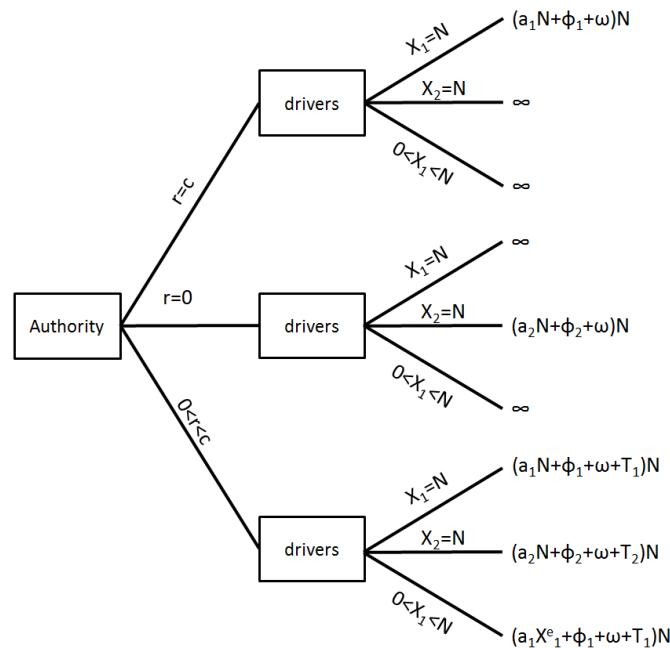 X₁=N
(a₁N+ϕ₁+ω)N
drivers
X₂=N
∞
0<X₁<N
∞
r=c
X₁=N
∞
Authority
r=0
drivers
X₂=N
(a₂N+ϕ₂+ω)N
0<X₁<N
∞
0<r<c
X₁=N
(a₁N+ϕ₁+ω+T₁)N
drivers
X₂=N
(a₂N+ϕ₂+ω+T₂)N
0<X₁<N
(a₁Xᵉ₁+ϕ₁+ω+T₁)N